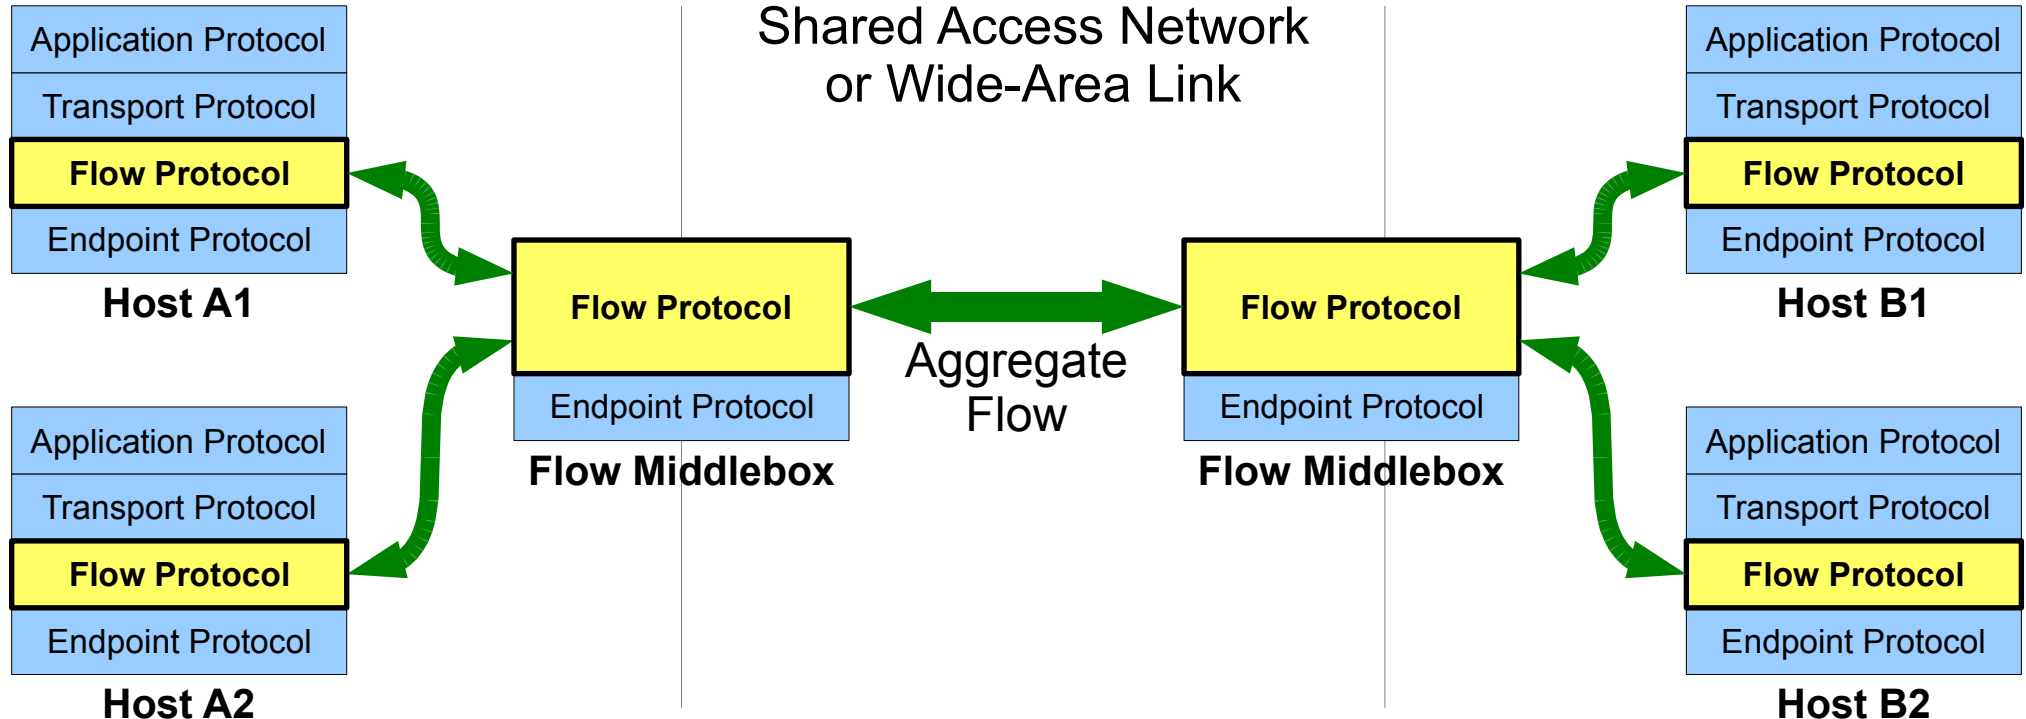 Shared Access Network
or Wide-Area Link
Application Protocol
Transport Protocol
Flow Protocol
Endpoint Protocol
Host A1
Application Protocol
Transport Protocol
Flow Protocol
Endpoint Protocol
Host A2
Flow Protocol
Endpoint Protocol
Flow Middlebox
Aggregate
Flow
Flow Protocol
Endpoint Protocol
Flow Middlebox
Application Protocol
Transport Protocol
Flow Protocol
Endpoint Protocol
Host B1
Application Protocol
Transport Protocol
Flow Protocol
Endpoint Protocol
Host B2